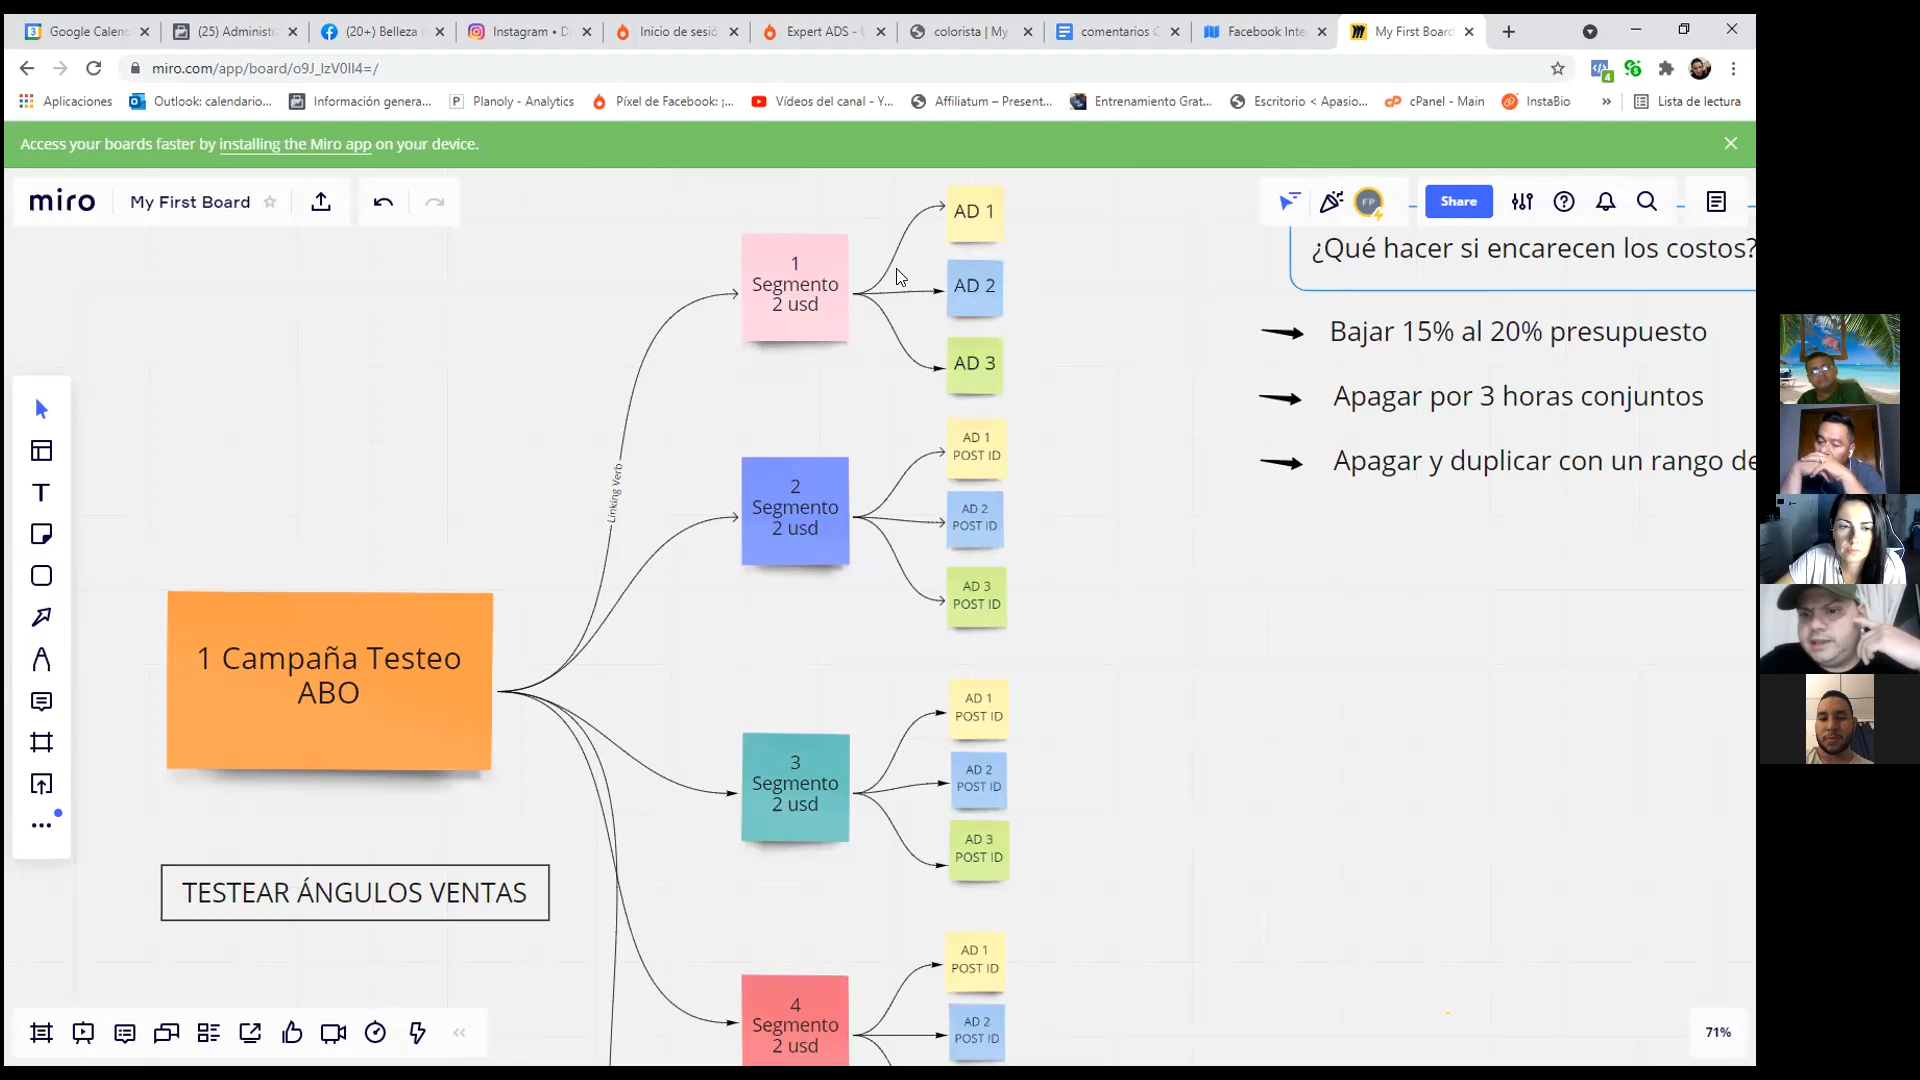 Google Calen
(25) Administr
(20+) Belleza
Instagram •
Inicio de sesi
Expert ADS -
colorista | My
comentarios
Facebook Inte
My First Board
miro.com/app/board/o9J_lzV0Il4=/
4
Aplicaciones
Outlook: calendario...
Información genera...
Planoly - Analytics
Píxel de Facebook: ¡...
Vídeos del canal - Y...
Affiliatum – Present...
Entrenamiento Grat...
Escritorio < Apasio...
cPanel - Main
InstaBio
»
Lista de lectura
Access your boards faster by installing the Miro app on your device.
miro
My First Board
FP
Share
AD 1
AD 2
AD 3
1
Segmento
2 usd
¿Qué hacer si encarecen los costos?
Bajar 15% al 20% presupuesto
Apagar por 3 horas conjuntos
Apagar y duplicar con un rango de
Linking Verb
2
Segmento
2 usd
AD 1
POST ID
AD 2
POST ID
AD 3
POST ID
1 Campaña Testeo
ABO
3
Segmento
2 usd
AD 1
POST ID
AD 2
POST ID
AD 3
POST ID
TESTEAR ÁNGULOS VENTAS
4
Segmento
2 usd
AD 1
POST ID
AD 2
POST ID
71%